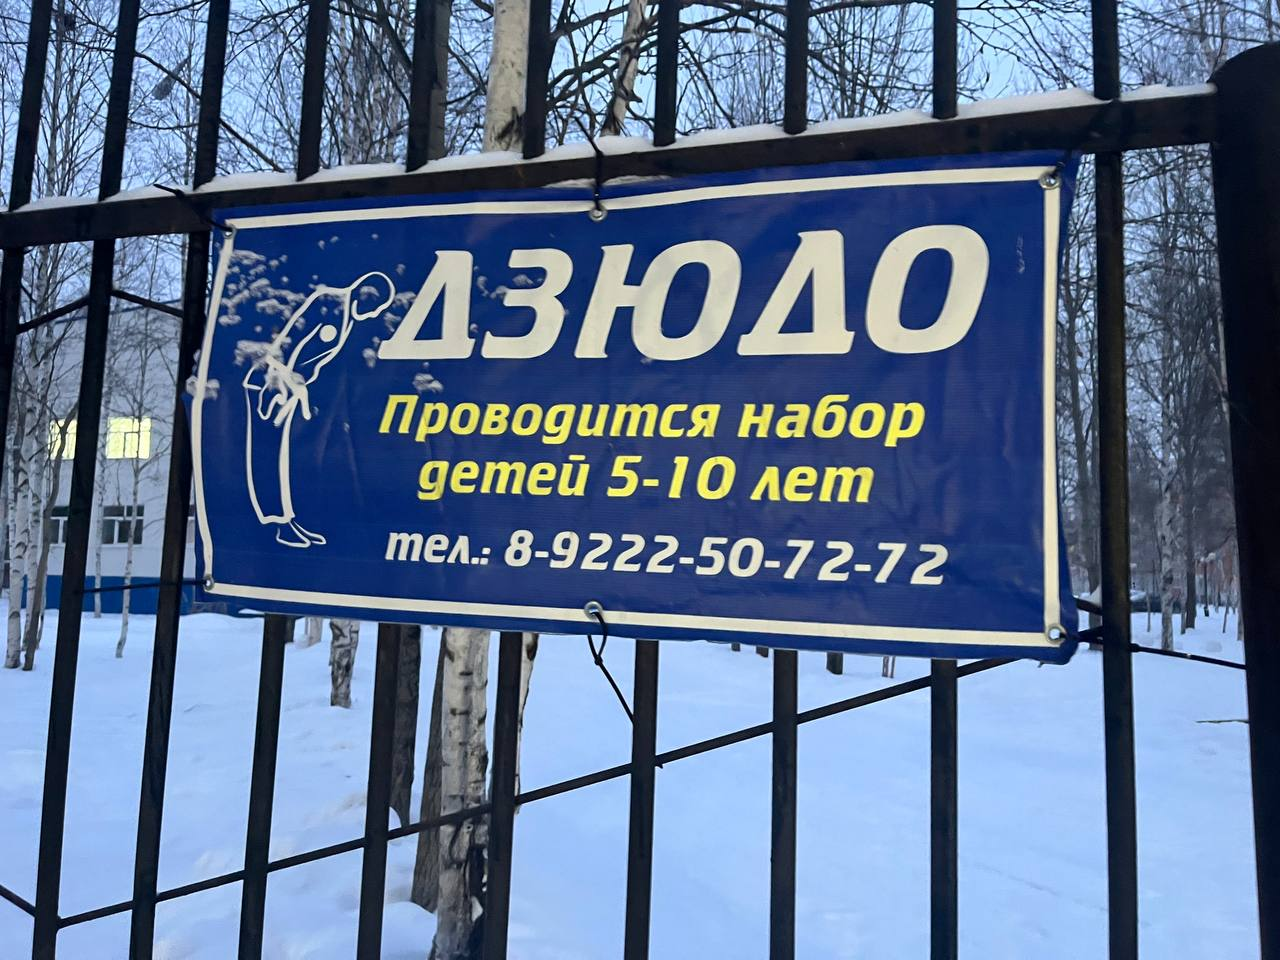 ДЗЮДО
Проводится набор
детей 5-10 лет
тел.: 8-9222-50-72-72